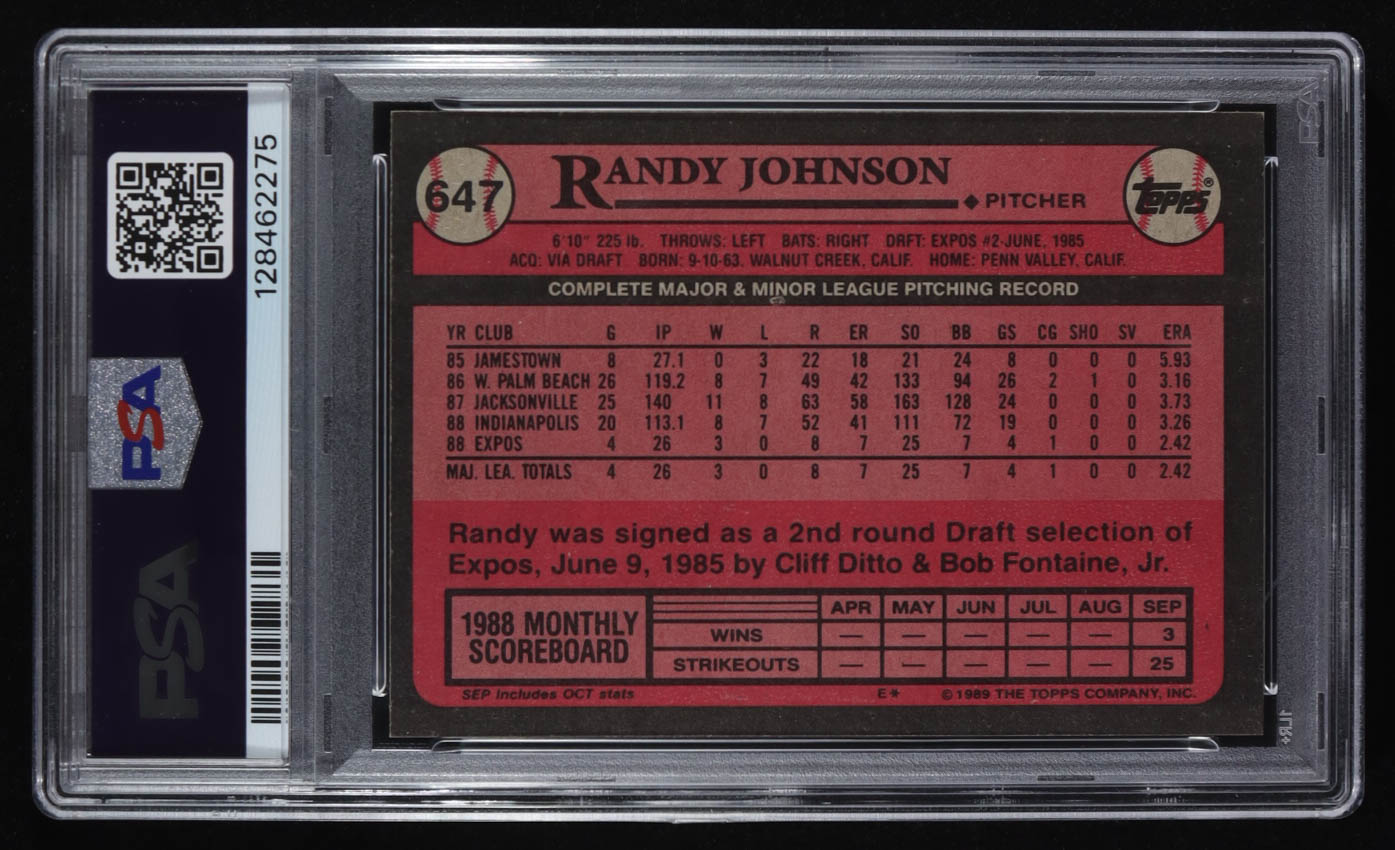 128462275
PSA
PSA
647
RANDY JOHNSON
◆ PITCHER
TOPPS®
6'10" 225 lb. THROWS: LEFT BATS: RIGHT DRFT: EXPOS #2-JUNE, 1985
ACQ: VIA DRAFT BORN: 9-10-63, WALNUT CREEK, CALIF. HOME: PENN VALLEY, CALIF.
COMPLETE MAJOR & MINOR LEAGUE PITCHING RECORD
YR CLUB G IP W L R ER SO BB GS CG SHO SV ERA
85 JAMESTOWN 8 27.1 0 3 22 18 21 24 8 0 0 0 5.93
86 W. PALM BEACH 26 119.2 8 7 49 42 133 94 26 2 1 0 3.16
87 JACKSONVILLE 25 140 11 8 63 58 163 128 24 0 0 0 3.73
88 INDIANAPOLIS 20 113.1 8 7 52 41 111 72 19 0 0 0 3.26
88 EXPOS 4 26 3 0 8 7 25 7 4 1 0 0 2.42
MAJ. LEA. TOTALS 4 26 3 0 8 7 25 7 4 1 0 0 2.42
Randy was signed as a 2nd round Draft selection of
Expos, June 9, 1985 by Cliff Ditto & Bob Fontaine, Jr.
1988 MONTHLY
SCOREBOARD
APR MAY JUN JUL AUG SEP
WINS — — — — — 3
STRIKEOUTS — — — — — 25
SEP Includes OCT stats E* ©1989 THE TOPPS COMPANY, INC.
PSA
1LR+